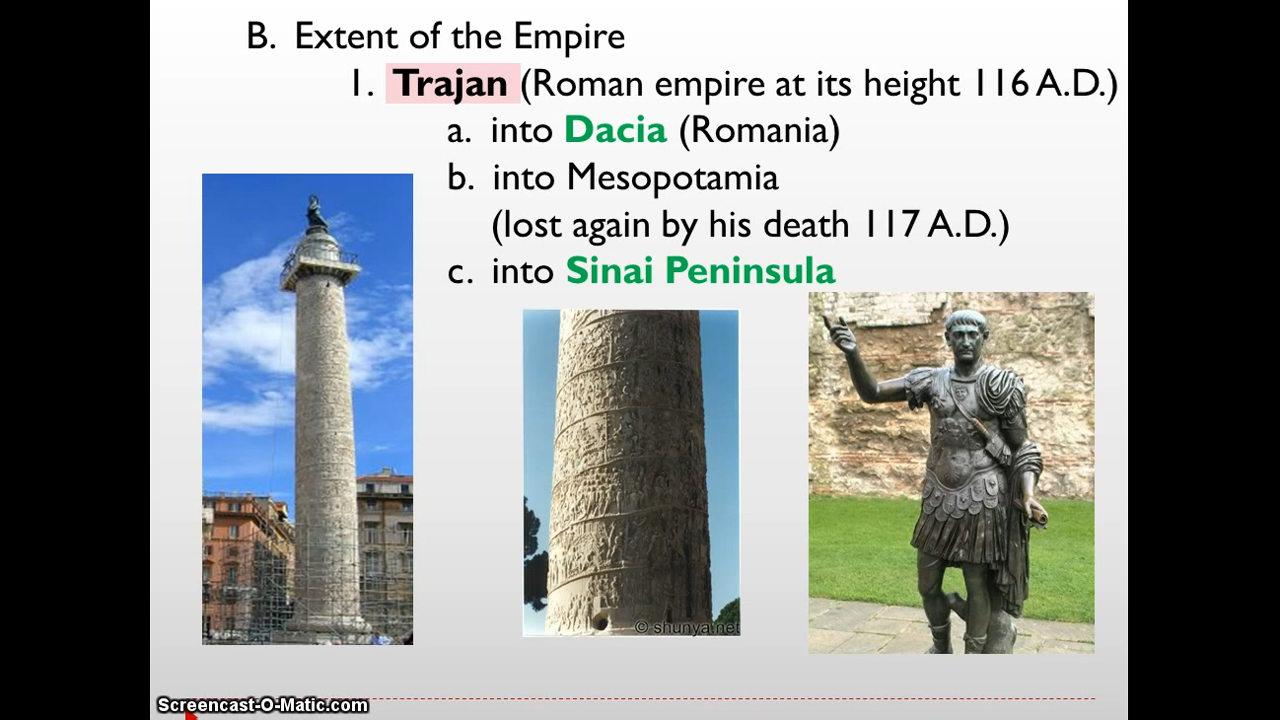 B. Extent of the Empire
1. Trajan (Roman empire at its height 116 A.D.)
a. into Dacia (Romania)
b. into Mesopotamia
(lost again by his death 117 A.D.)
c. into Sinai Peninsula
© shunya.net
Screencast-O-Matic.com